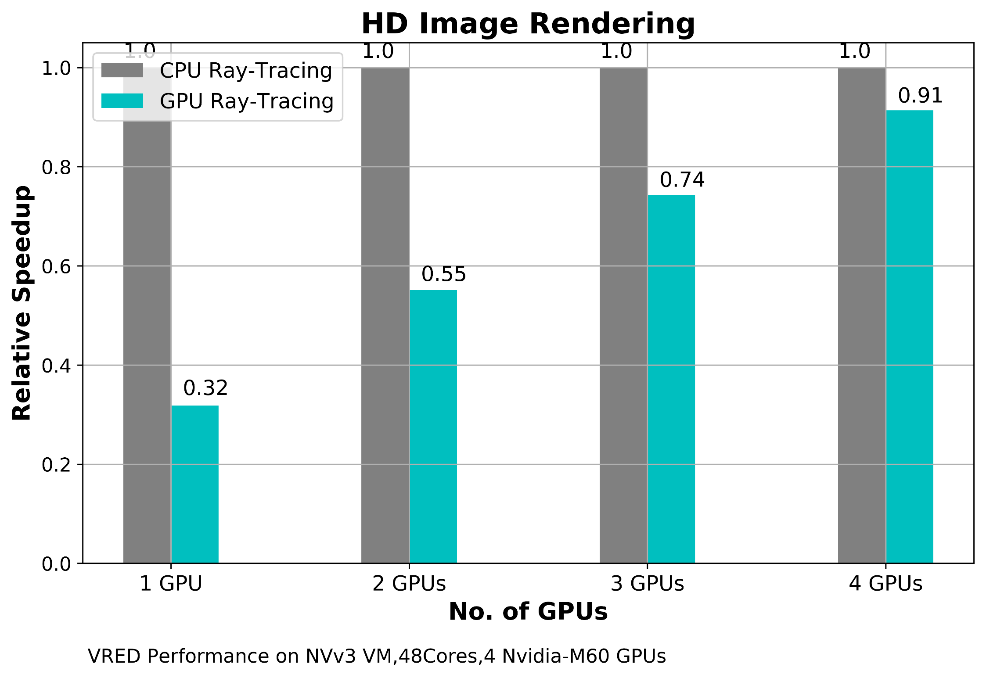 HD Image Rendering
1.0 1.0 1.0 1.0
CPU Ray-Tracing
GPU Ray-Tracing
0.91
0.74
0.55
0.32
1.0
0.8
0.6
0.4
0.2
0.0
Relative Speedup
1 GPU 2 GPUs 3 GPUs 4 GPUs
No. of GPUs
VRED Performance on NVv3 VM,48Cores,4 Nvidia-M60 GPUs